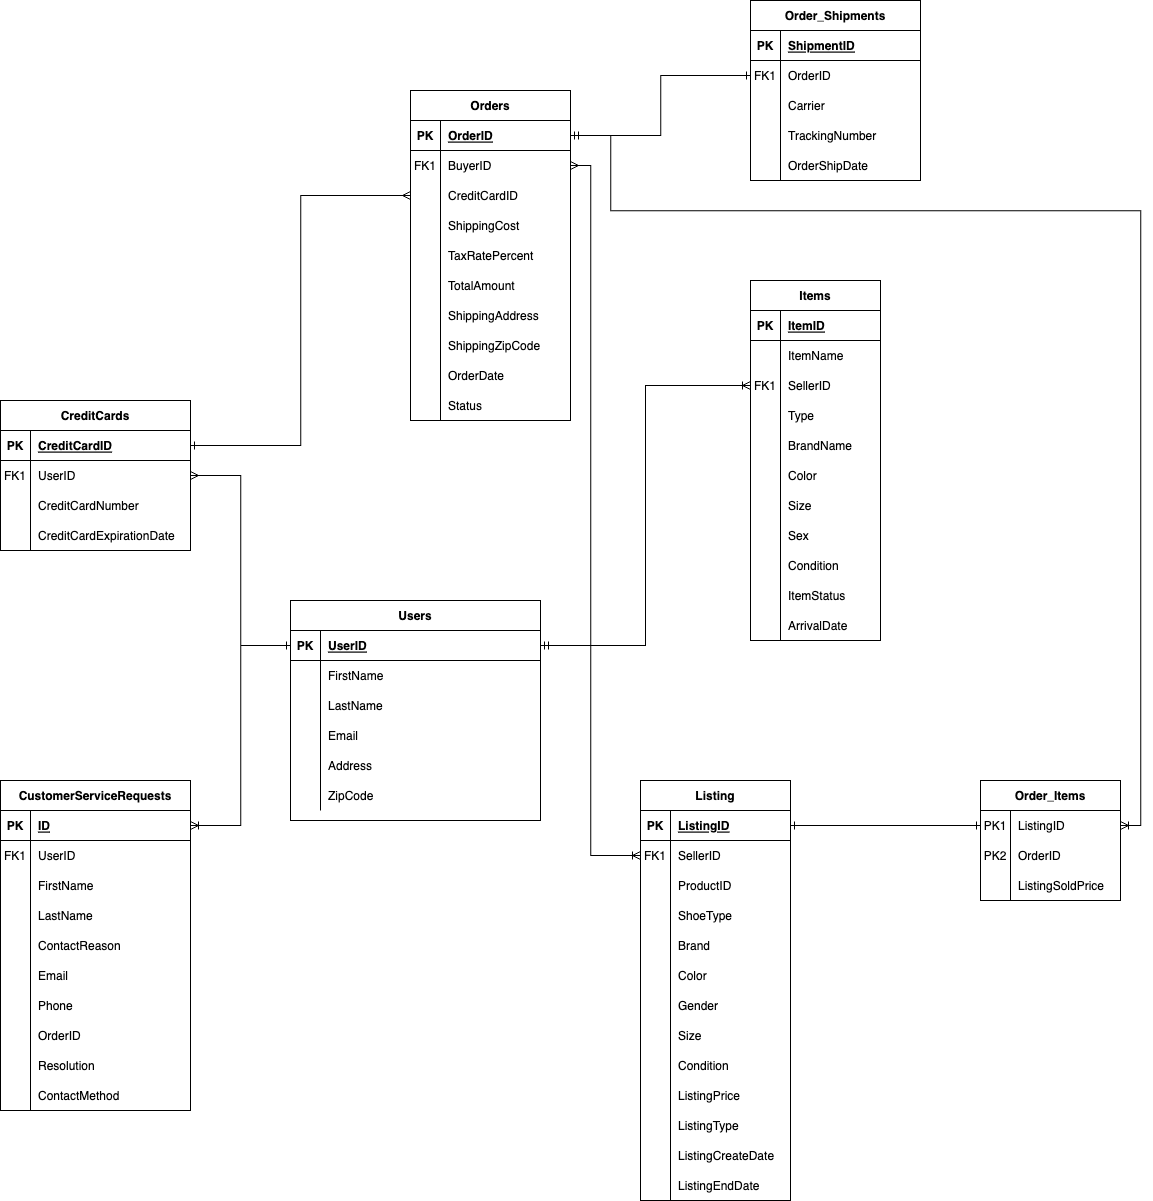 Order_Shipments
PK ShipmentID
FK1 OrderID
Carrier
TrackingNumber
OrderShipDate
Orders
PK OrderID
FK1 BuyerID
CreditCardID
ShippingCost
TaxRatePercent
TotalAmount
ShippingAddress
ShippingZipCode
OrderDate
Status
Items
PK ItemID
ItemName
FK1 SellerID
Type
BrandName
Color
Size
Sex
Condition
ItemStatus
ArrivalDate
CreditCards
PK CreditCardID
FK1 UserID
CreditCardNumber
CreditCardExpirationDate
Users
PK UserID
FirstName
LastName
Email
Address
ZipCode
CustomerServiceRequests
PK ID
FK1 UserID
FirstName
LastName
ContactReason
Email
Phone
OrderID
Resolution
ContactMethod
Listing
PK ListingID
FK1 SellerID
ProductID
ShoeType
Brand
Color
Gender
Size
Condition
ListingPrice
ListingType
ListingCreateDate
ListingEndDate
Order_Items
PK1 ListingID
PK2 OrderID
ListingSoldPrice